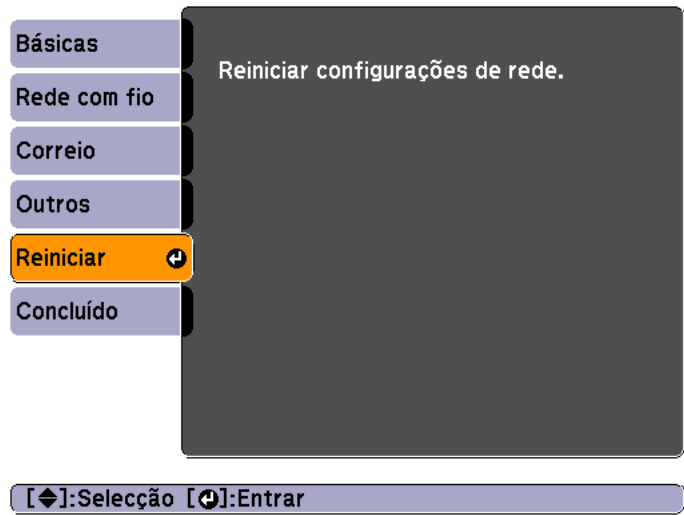 Básicas
Rede com fio
Correio
Outros
Reiniciar
Concluído
Reiniciar configurações de rede.
[◆]:Selecção [↵]:Entrar